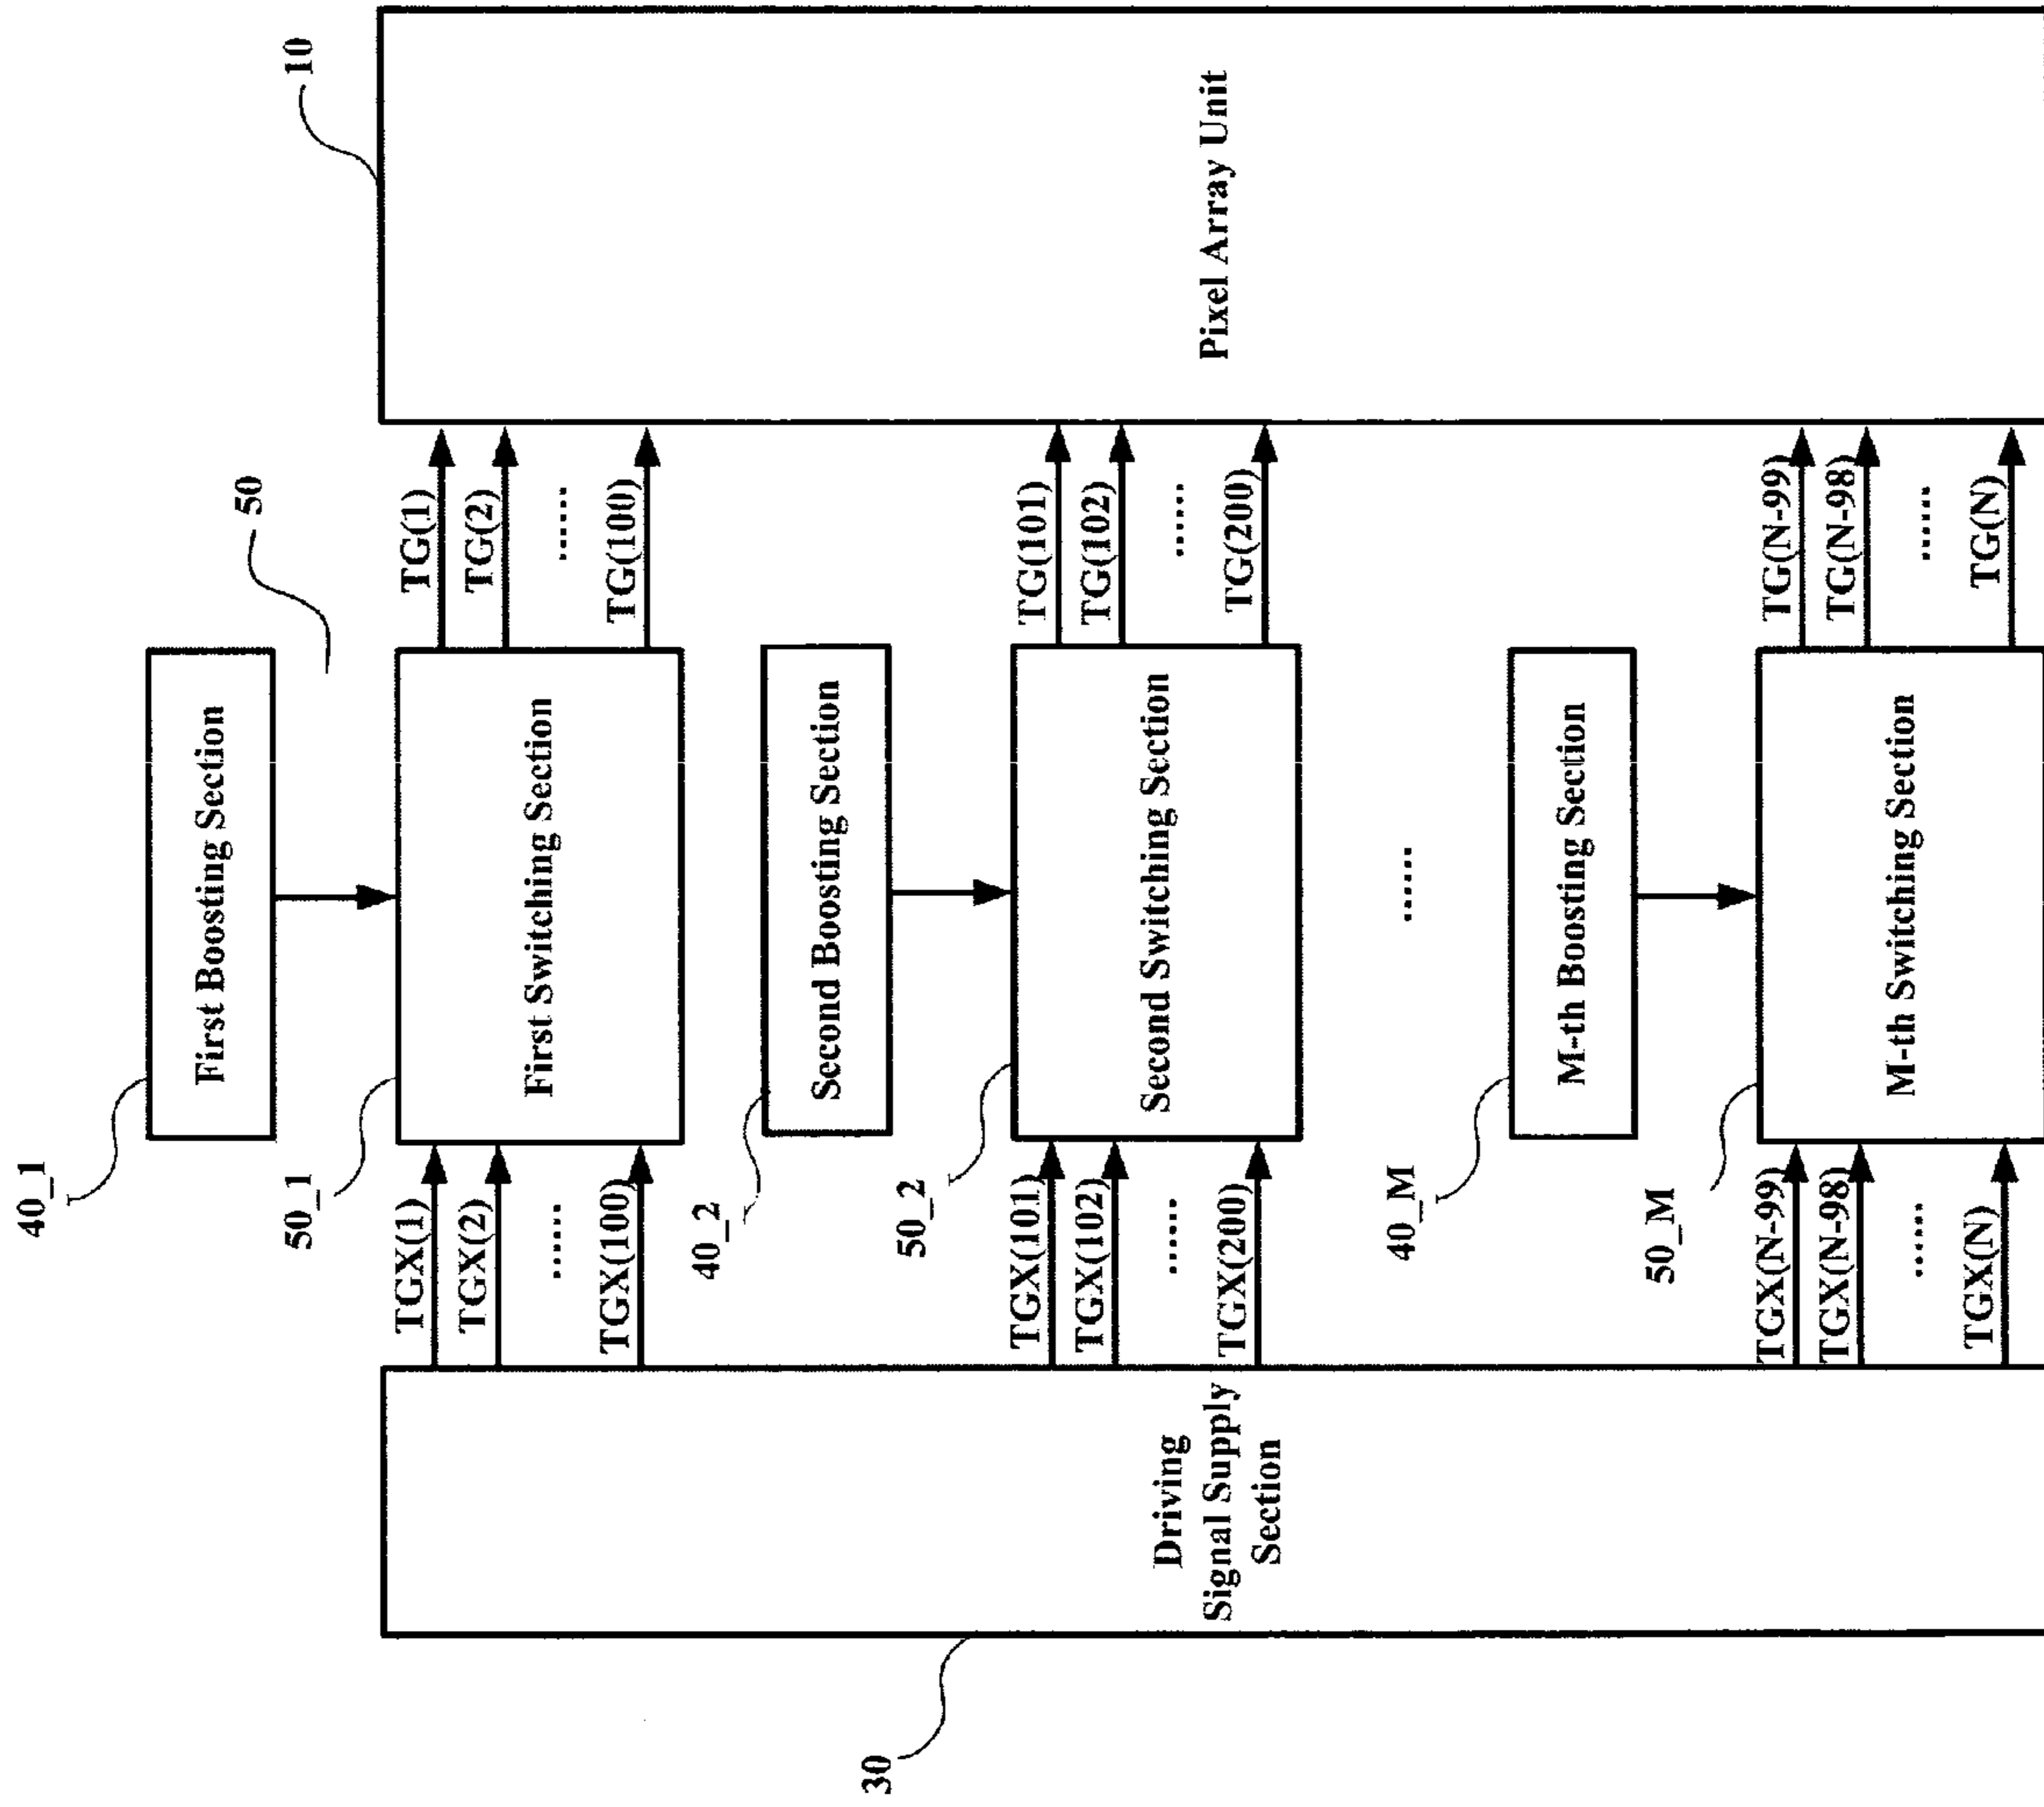 10
50
40_1
First Boosting Section
50_1
First Switching Section
TGX(1)
TGX(2)
......
TGX(100)
TG(1)
TG(2)
......
TG(100)
40_2
Second Boosting Section
50_2
Second Switching Section
TGX(101)
TGX(102)
......
TGX(200)
TG(101)
TG(102)
......
TG(200)
30
Driving
Signal Supply
Section
Pixel Array Unit
......
40_M
M-th Boosting Section
50_M
M-th Switching Section
TGX(N-99)
TGX(N-98)
......
TGX(N)
TG(N-99)
TG(N-98)
......
TG(N)